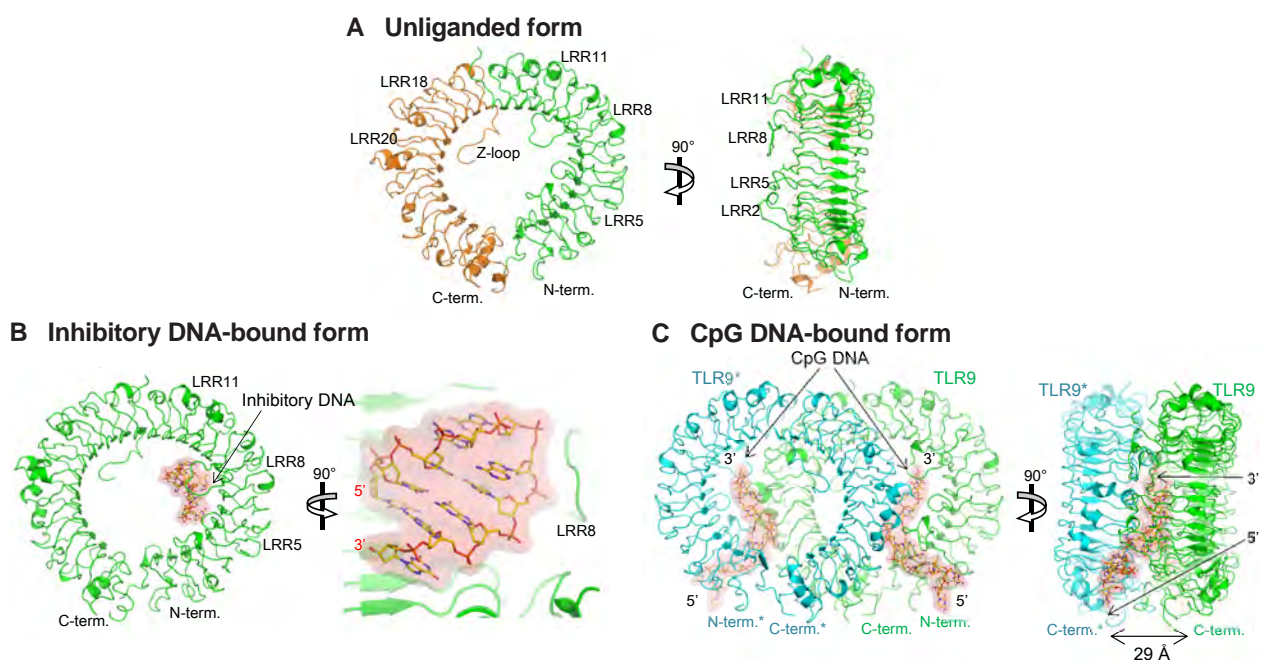 A Unliganded form
LRR11
LRR18
LRR8
LRR20
Z-loop
LRR5
C-term.
N-term.
90°
LRR11
LRR8
LRR5
LRR2
C-term.
N-term.
B Inhibitory DNA-bound form
LRR11
Inhibitory DNA
LRR8
LRR5
C-term.
N-term.
90°
5'
3'
LRR8
C CpG DNA-bound form
CpG DNA
TLR9*
TLR9
3'
3'
5'
5'
N-term.*
C-term.*
C-term.
N-term.
90°
TLR9*
TLR9
3'
5'
C-term.*
C-term.
29 Å